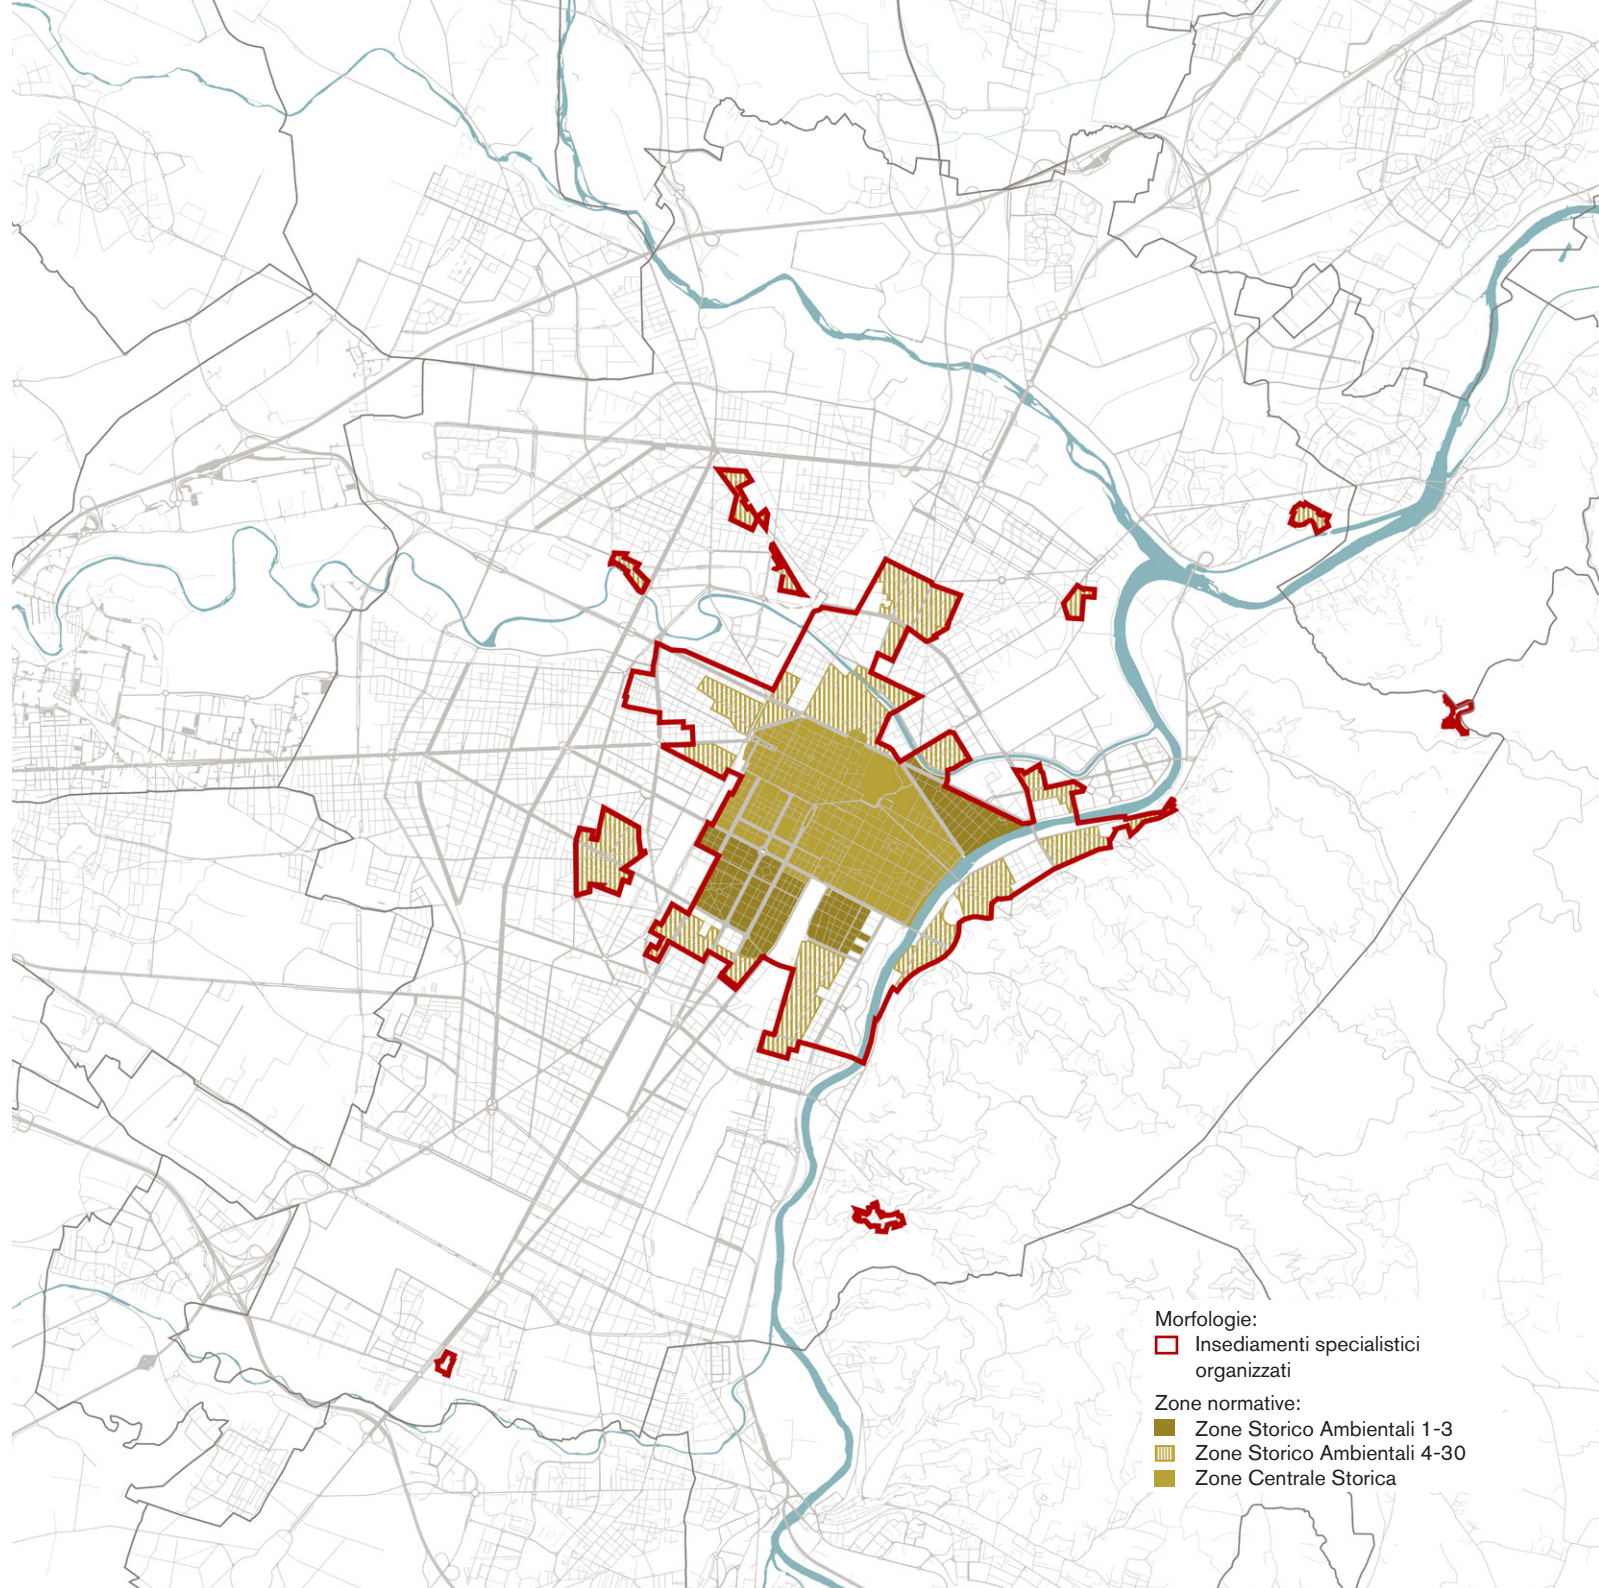 Morfologie:
Insediamenti specialistici
organizzati
Zone normative:
Zone Storico Ambientali 1-3
Zone Storico Ambientali 4-30
Zone Centrale Storica